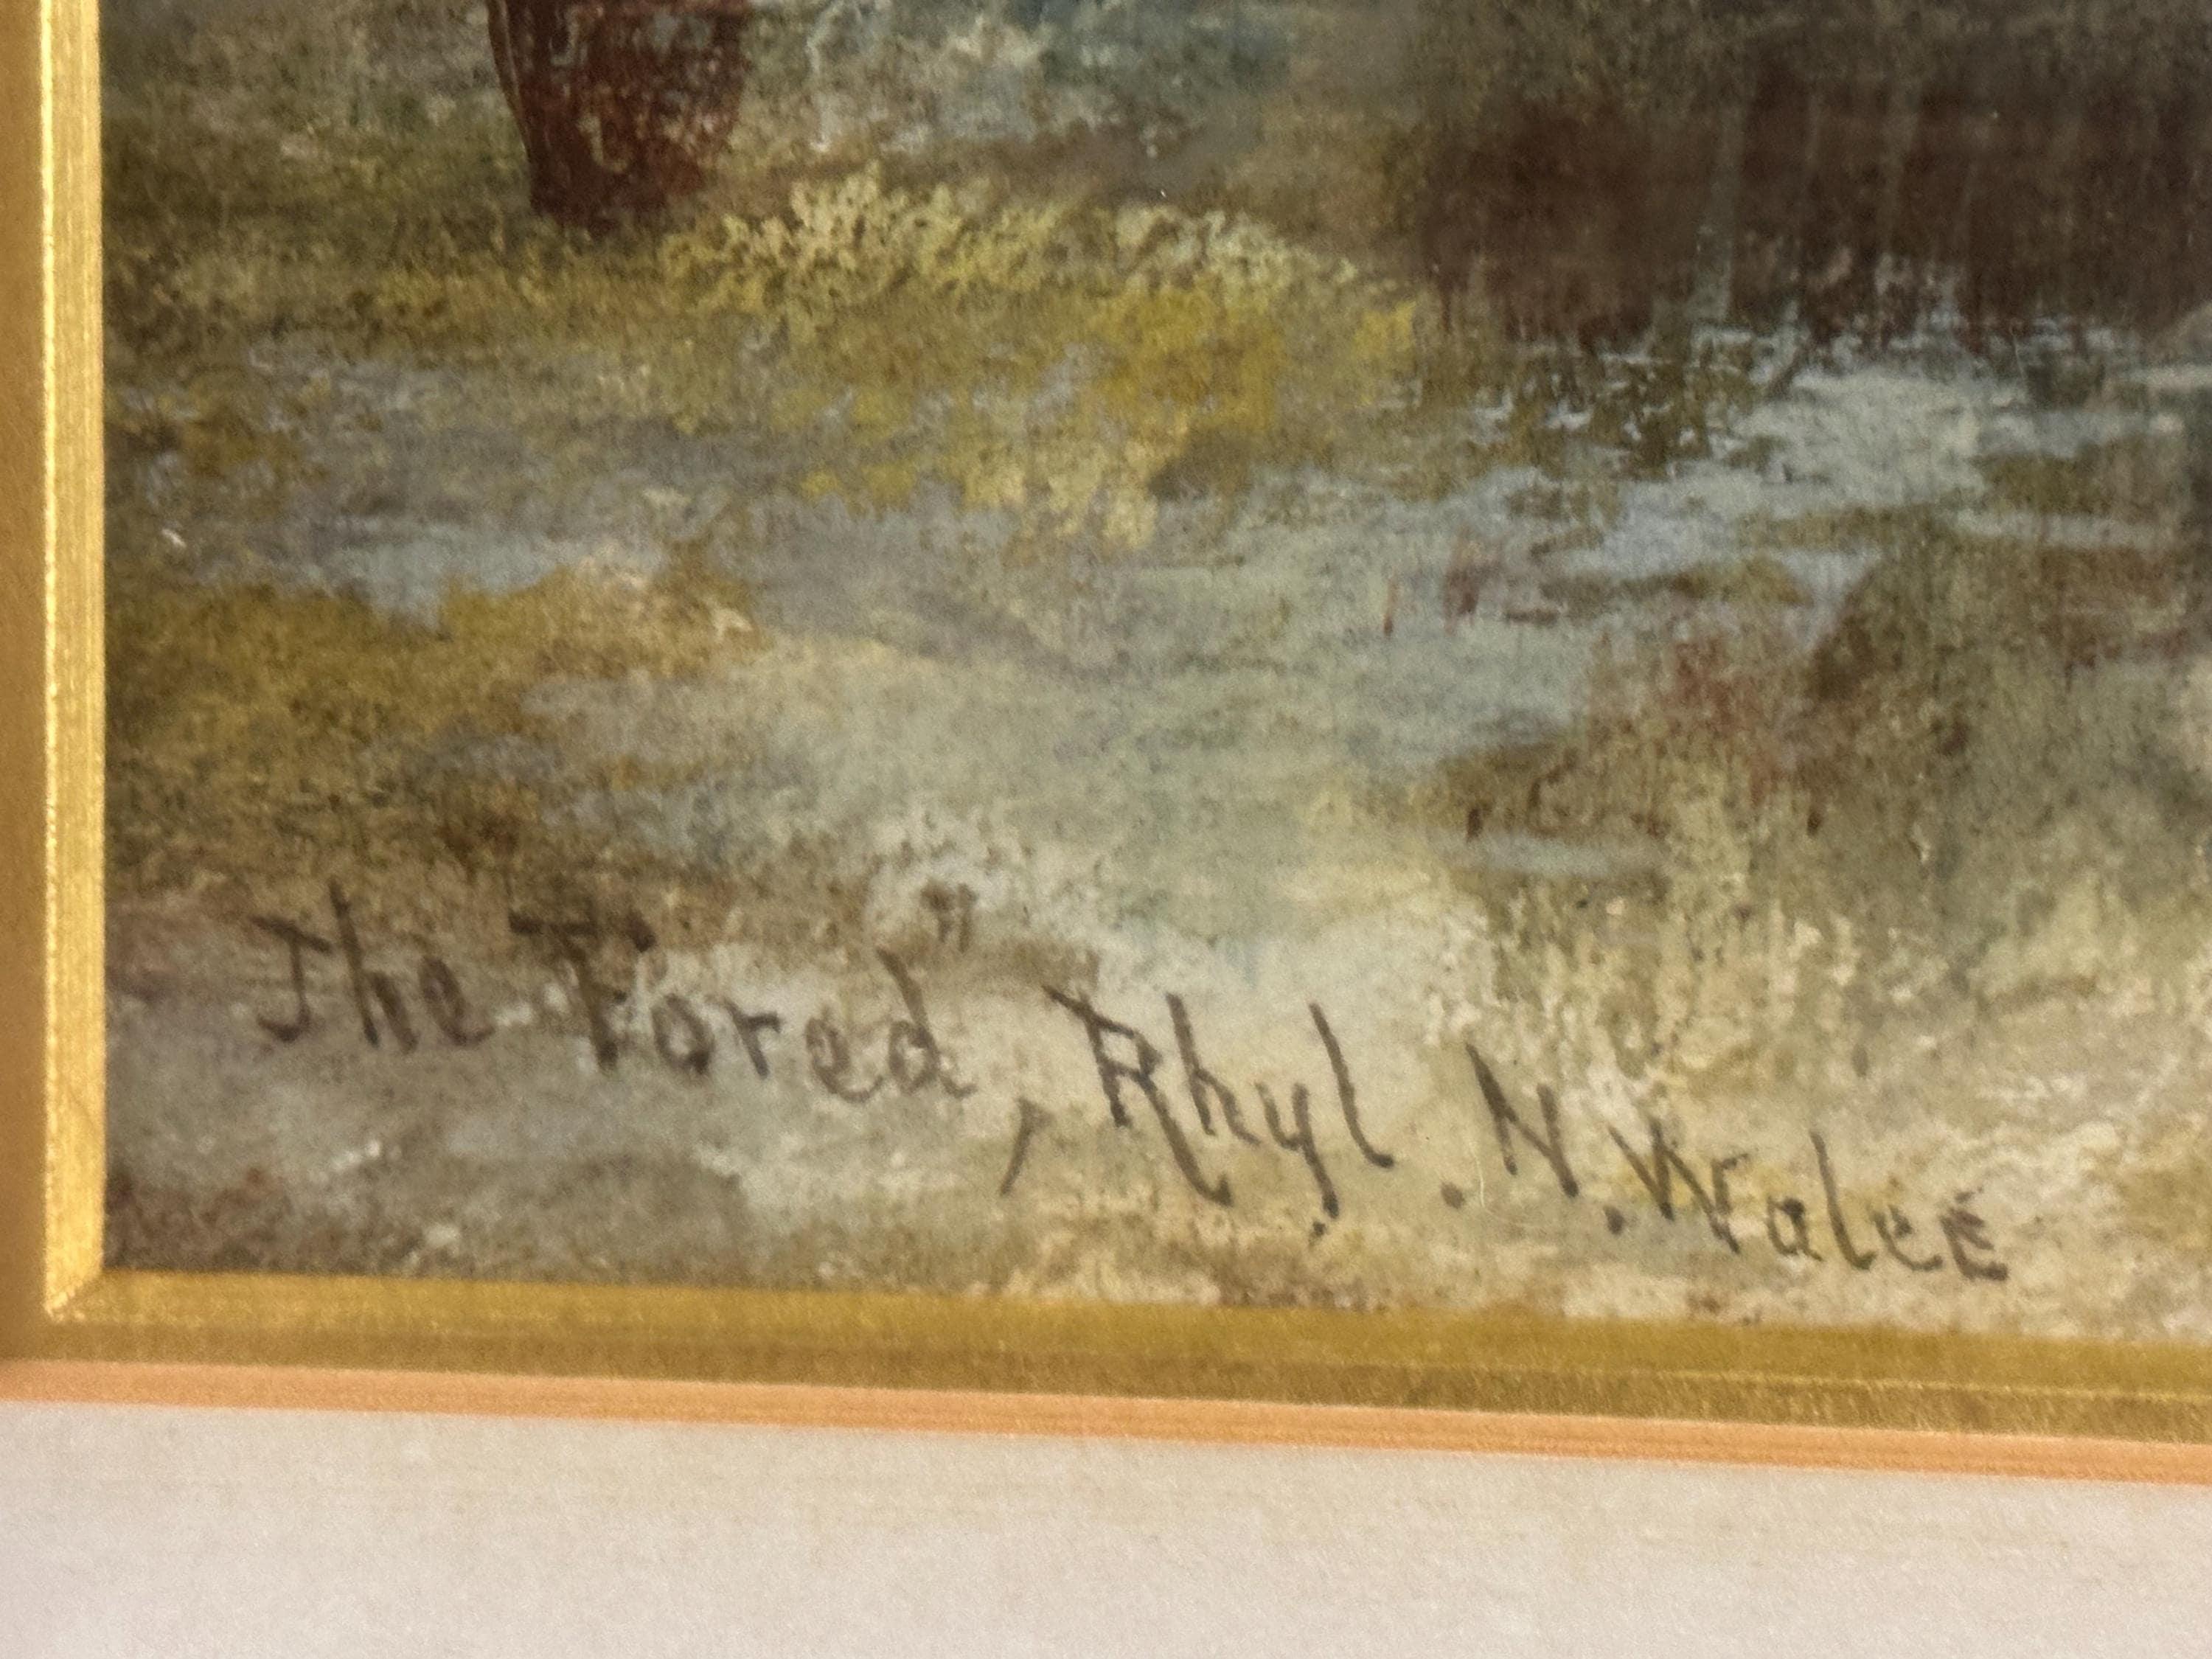 The "Fored", Rhyl. N. Walee